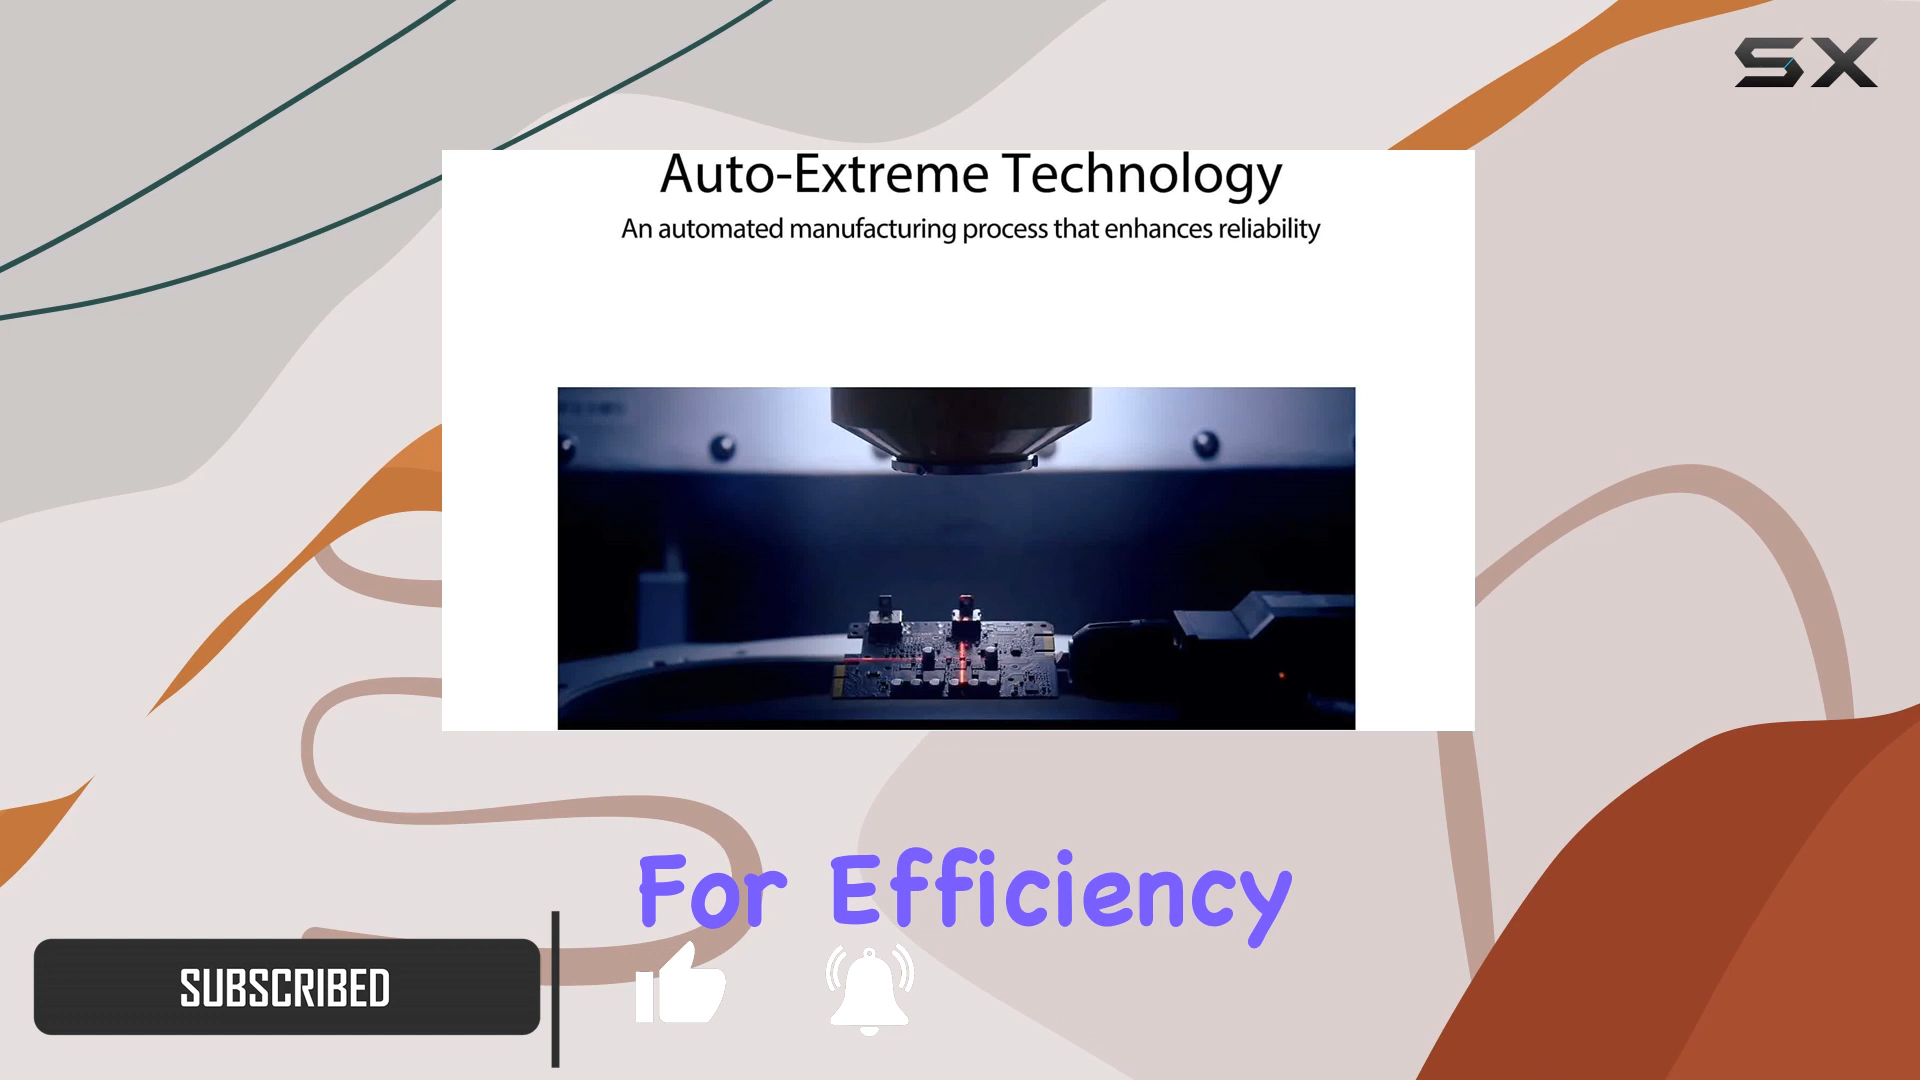 SX
Auto-Extreme Technology
An automated manufacturing process that enhances reliability
For Efficiency
SUBSCRIBED